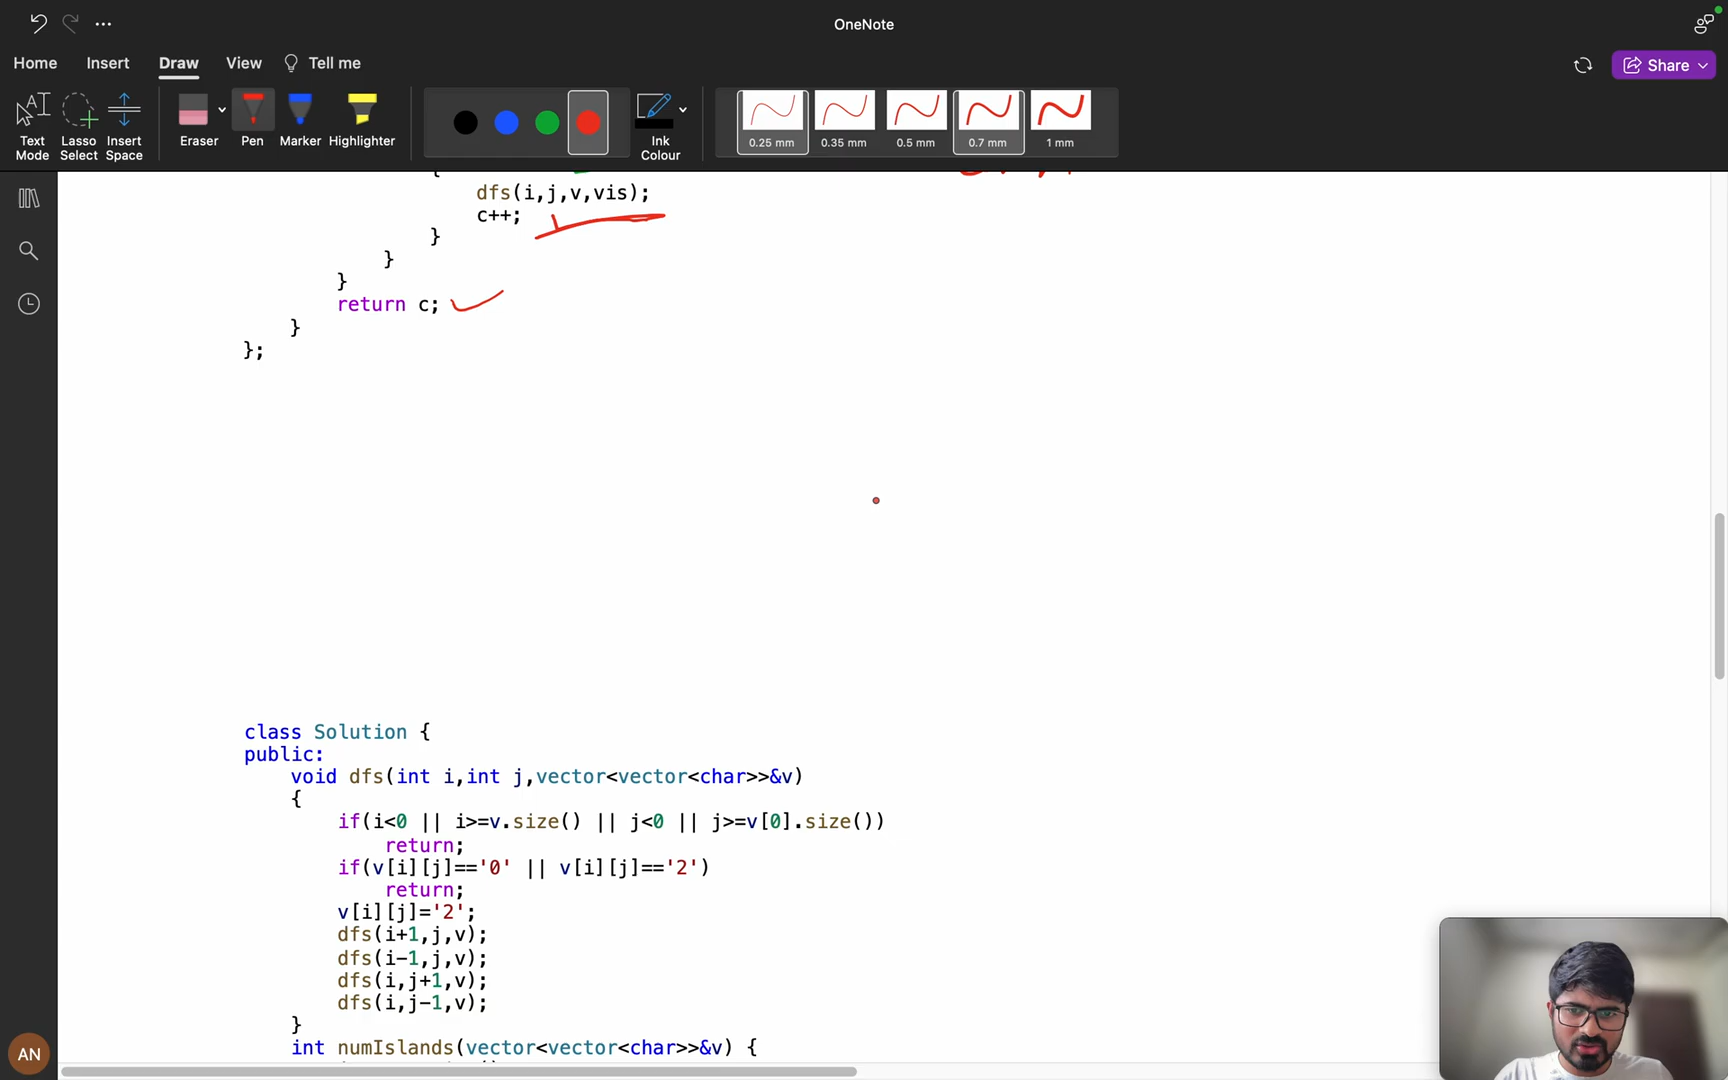 OneNote
Home Insert Draw View Tell me Share
Text Mode
Lasso Select
Insert Space
Eraser
Pen
Marker
Highlighter
Ink Colour
0.25 mm
0.35 mm
0.5 mm
0.7 mm
1 mm
{
dfs(i,j,v,vis);
c++;
}
}
}
return c;
}
};
class Solution {
public:
void dfs(int i,int j,vector<vector<char>>&v)
{
if(i<0 || i>=v.size() || j<0 || j>=v[0].size())
return;
if(v[i][j]=='0' || v[i][j]=='2')
return;
v[i][j]='2';
dfs(i+1,j,v);
dfs(i-1,j,v);
dfs(i,j+1,v);
dfs(i,j-1,v);
}
int numIslands(vector<vector<char>>&v) {
AN